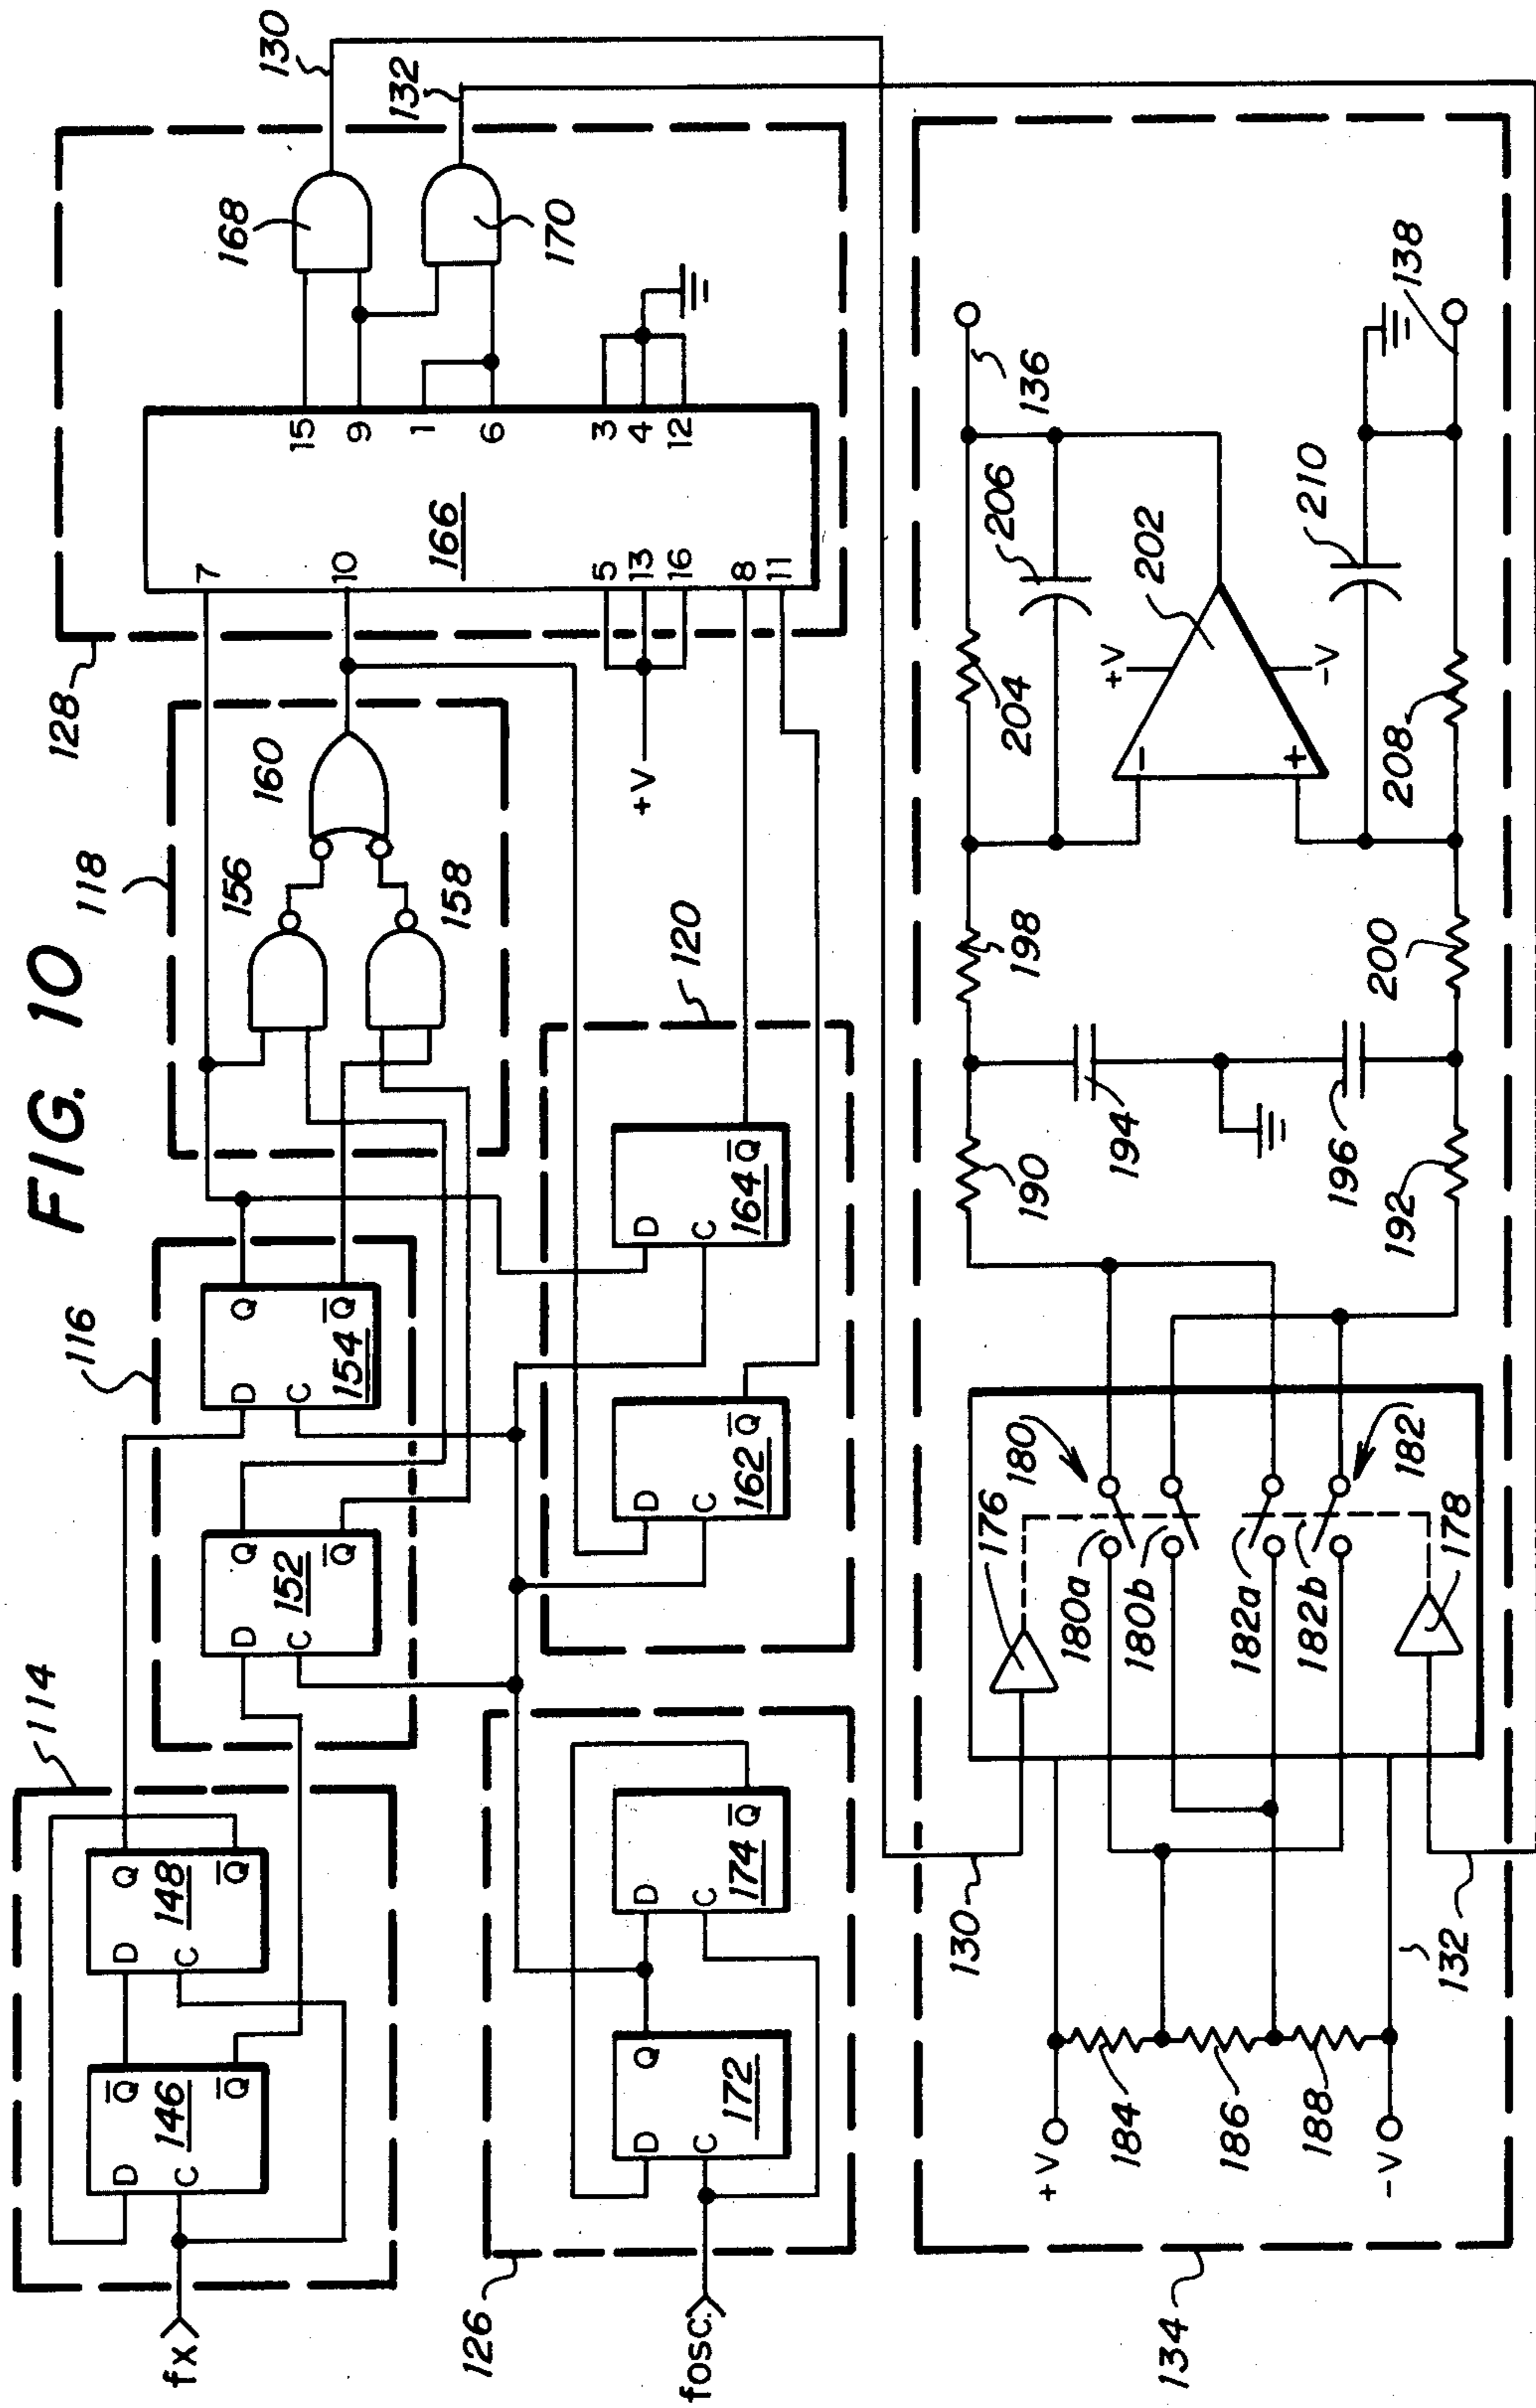 FIG. 10
114
116
118
128
130
132
fx
D
C
146
Q̅
Q̅
D
C
148
Q
Q̅
D
C
152
Q
Q̅
D
C
154
Q
Q̅
156
158
160
7
10
5
13
16
8
11
166
15
9
1
6
3
4
12
168
170
+V
120
126
fosc.
D
C
172
Q
D
C
174
Q̅
D
C
162
Q̅
D
C
164
Q̅
134
130
132
+V
184
186
188
-V
176
180
180a
180b
182a
182b
182
178
190
192
194
196
198
200
204
206
+V
202
-V
-
+
208
210
136
138